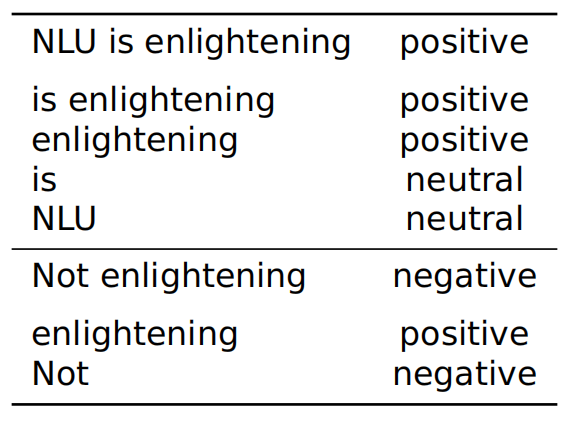 NLU is enlightening positive
is enlightening positive
enlightening positive
is neutral
NLU neutral
Not enlightening negative
enlightening positive
Not negative